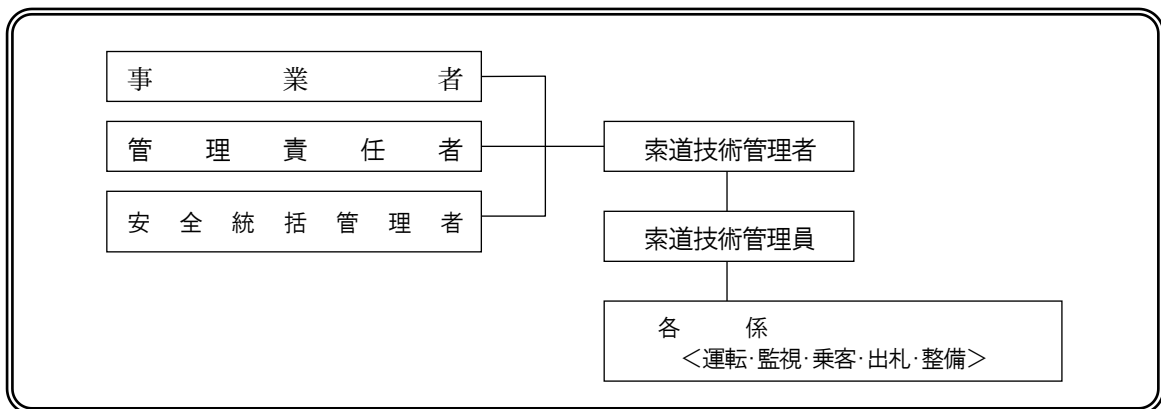 事業者
管理責任者
安全統括管理者
索道技術管理者
索道技術管理員
各係
＜運転･監視･乗客･出札･整備＞